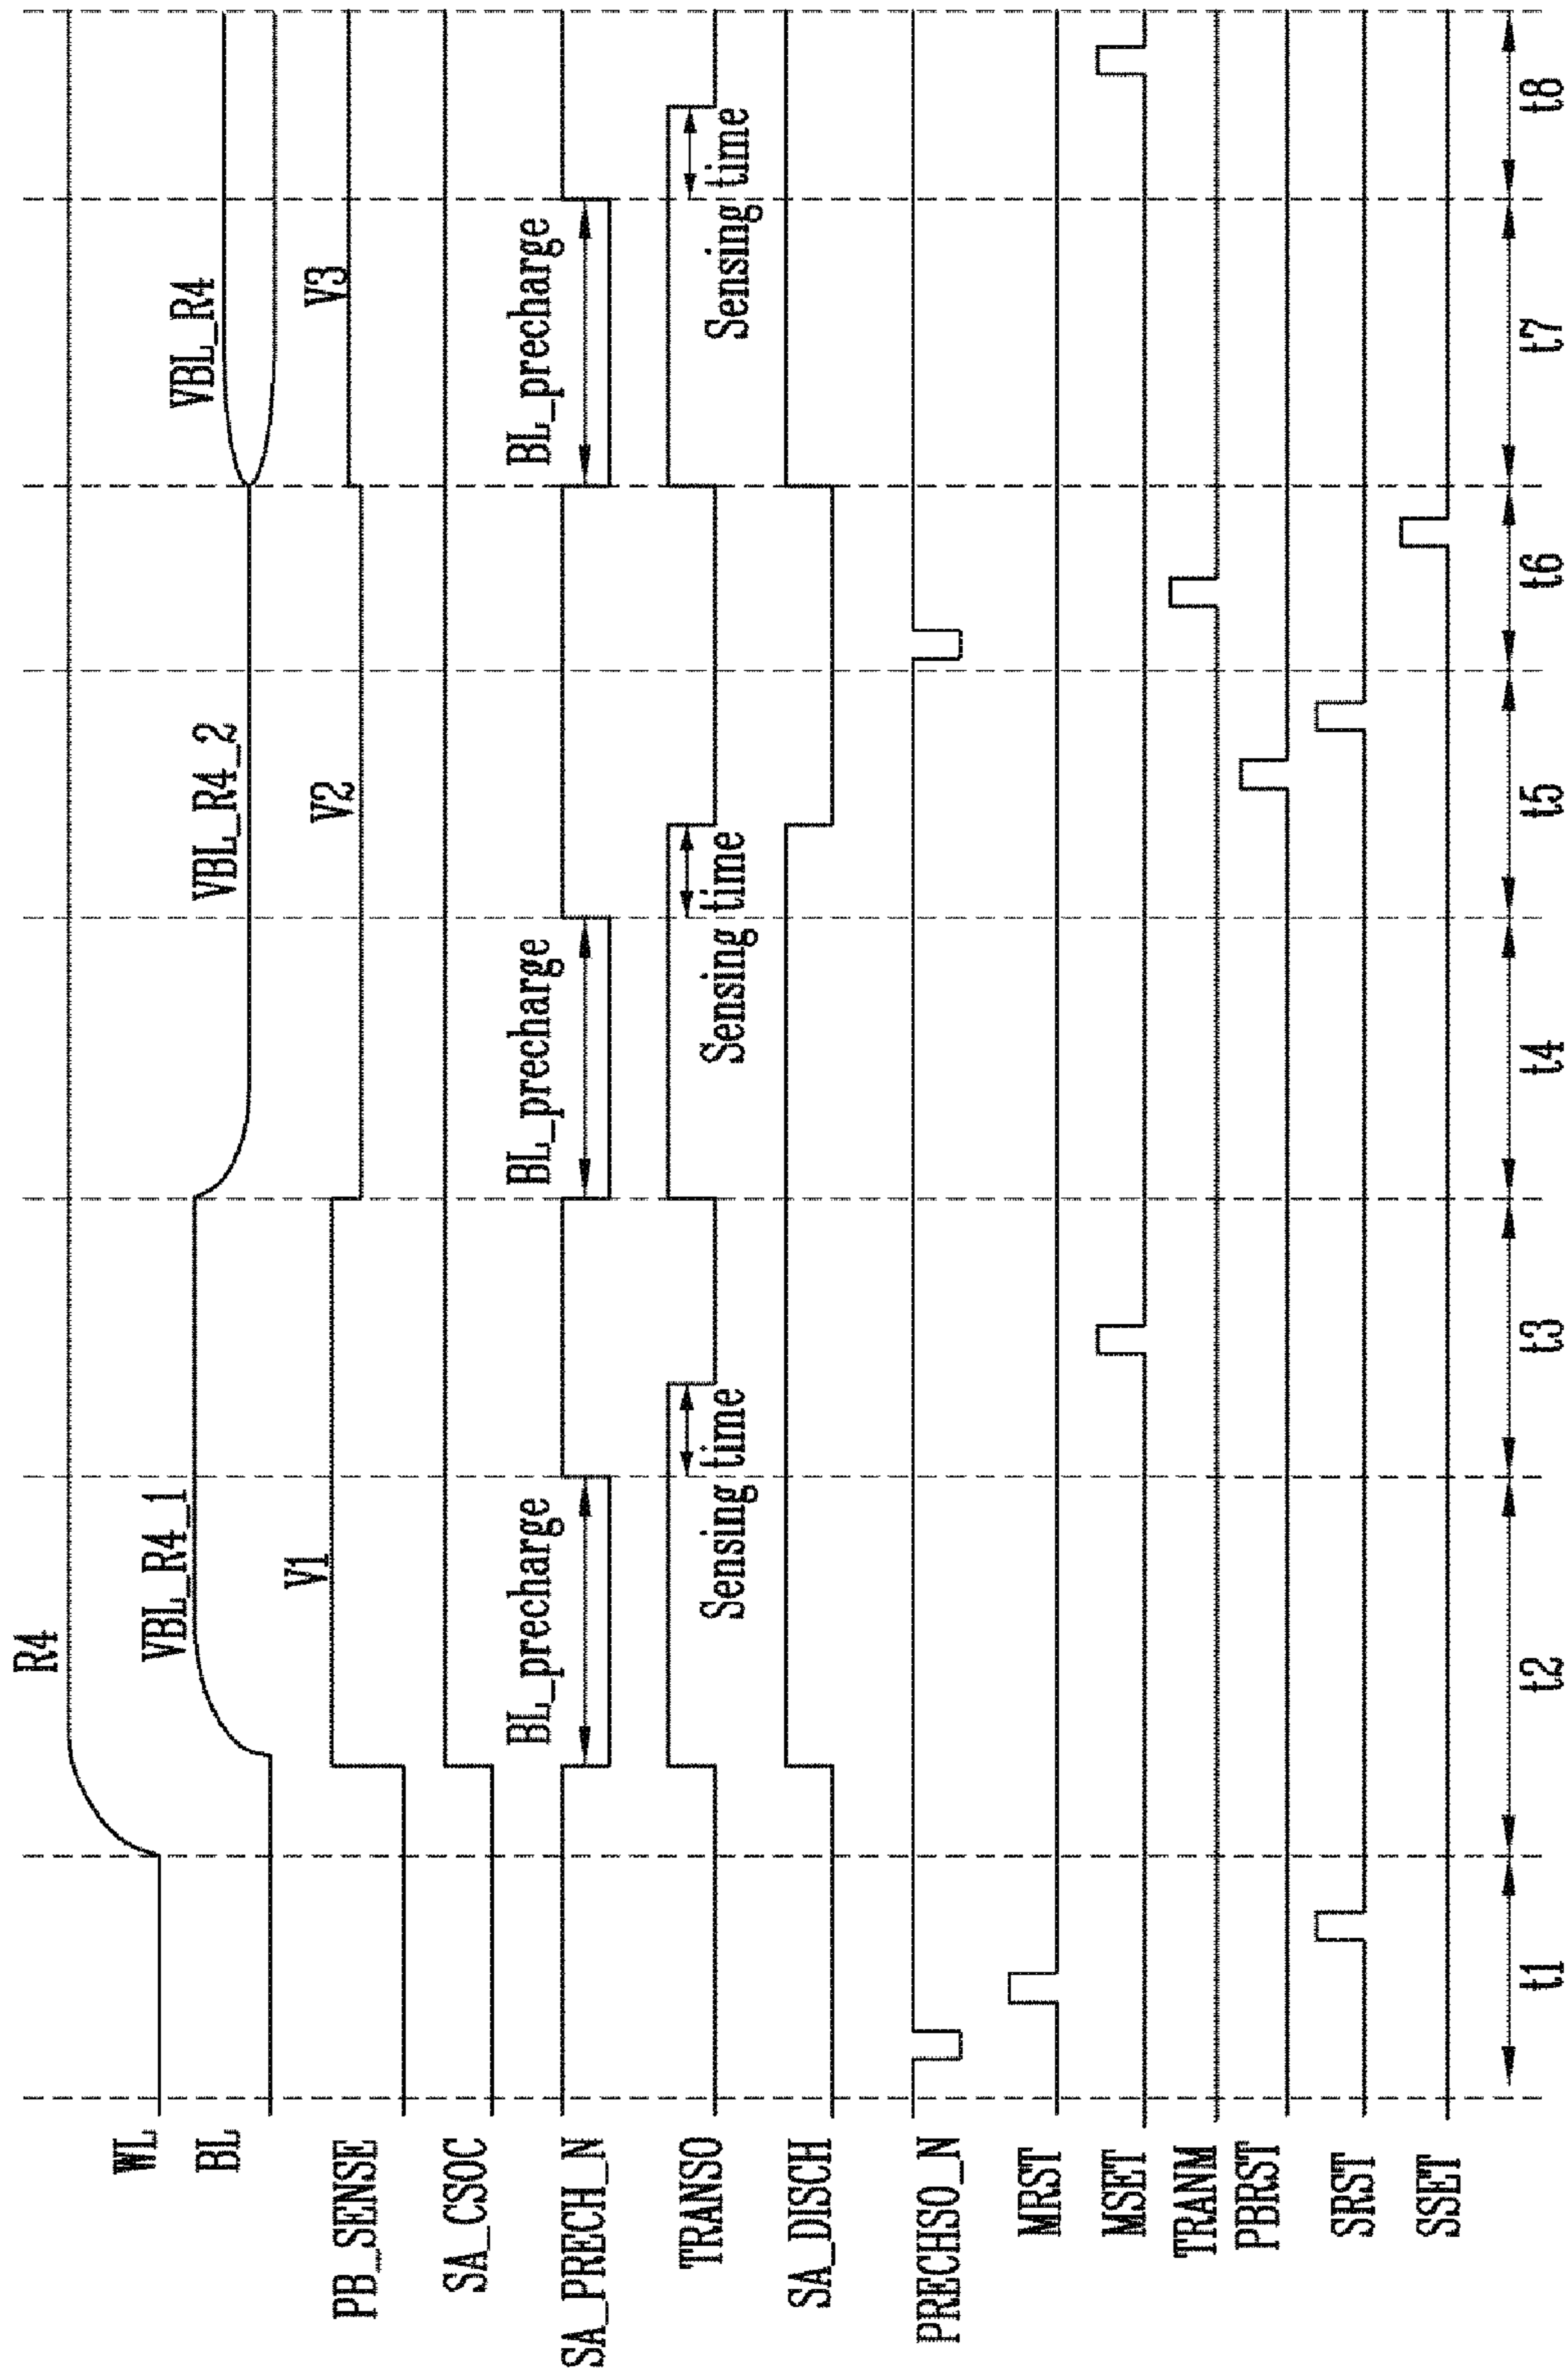 WL
R4
BL
VBL_R4_1
VBL_R4_2
VBL_R4
PB_SENSE
V1
V2
V3
SA_CSOC
SA_PRECH_N
BL_precharge
BL_precharge
BL_precharge
TRANSO
Sensing time
Sensing time
Sensing time
SA_DISCH
PRECHSO_N
MRST
MSET
TRANM
PBRST
SRST
SSET
t1
t2
t3
t4
t5
t6
t7
t8